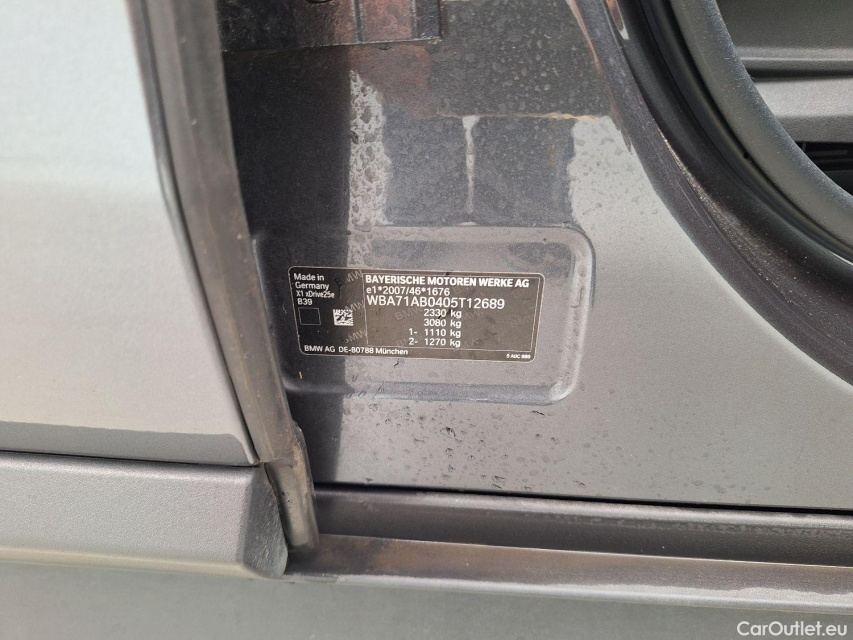 Made in
Germany
X1 xDrive25e
B39
BAYERISCHE MOTOREN WERKE AG
e1*2007/46*1676
WBA71AB0405T12689
2330 kg
3080 kg
1- 1110 kg
2- 1270 kg
BMW AG DE-80788 München
CarOutlet.eu